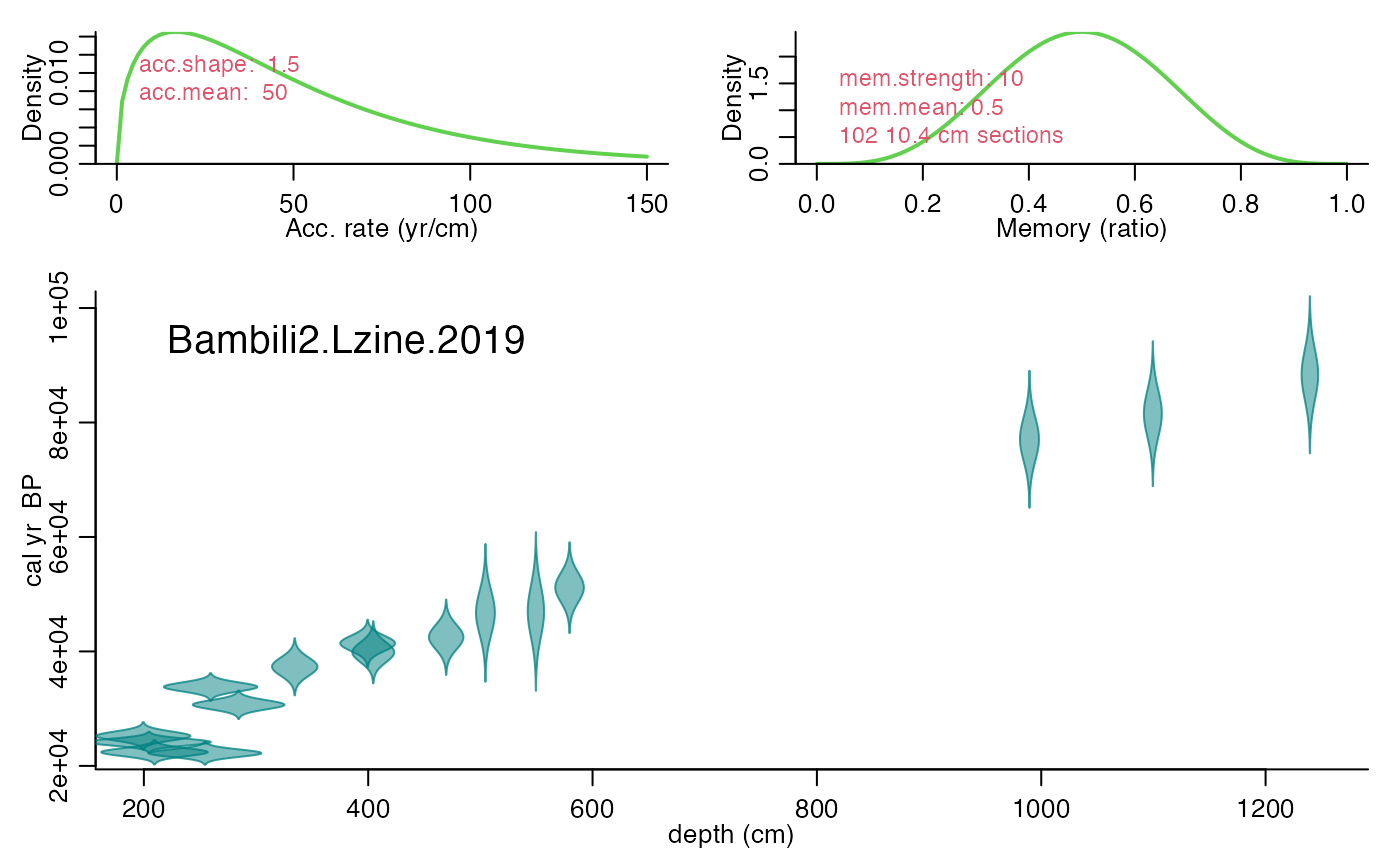 Density
0.000 0.010
acc.shape: 1.5
acc.mean: 50
0 50 100 150
Acc. rate (yr/cm)
Density
0.0 1.5
mem.strength: 10
mem.mean: 0.5
102 10.4 cm sections
0.0 0.2 0.4 0.6 0.8 1.0
Memory (ratio)
Bambili2.Lzine.2019
cal yr BP
2e+04 4e+04 6e+04 8e+04 1e+05
200 400 600 800 1000 1200
depth (cm)